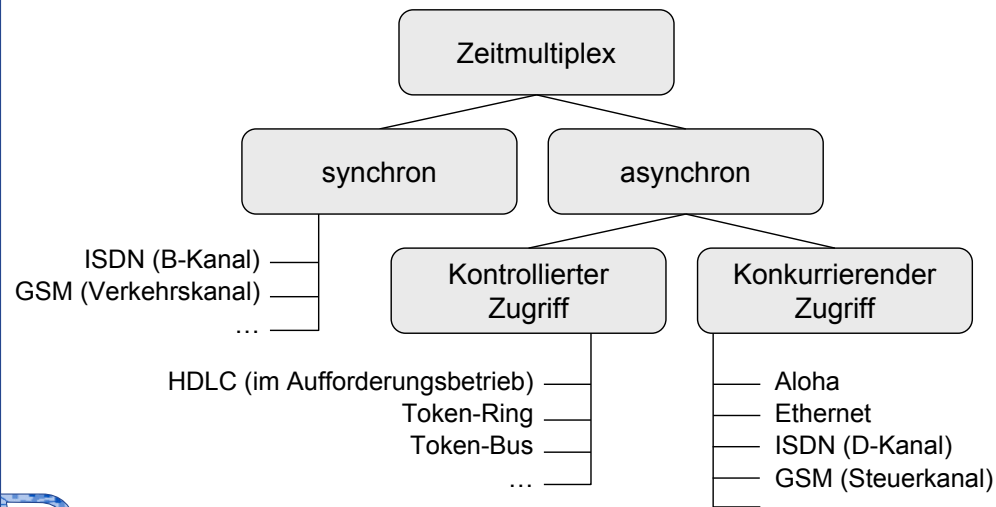 Zeitmultiplex
synchron
asynchron
ISDN (B-Kanal)
GSM (Verkehrskanal)
…
Kontrollierter
Zugriff
HDLC (im Aufforderungsbetrieb)
Token-Ring
Token-Bus
…
Konkurrierender
Zugriff
Aloha
Ethernet
ISDN (D-Kanal)
GSM (Steuerkanal)